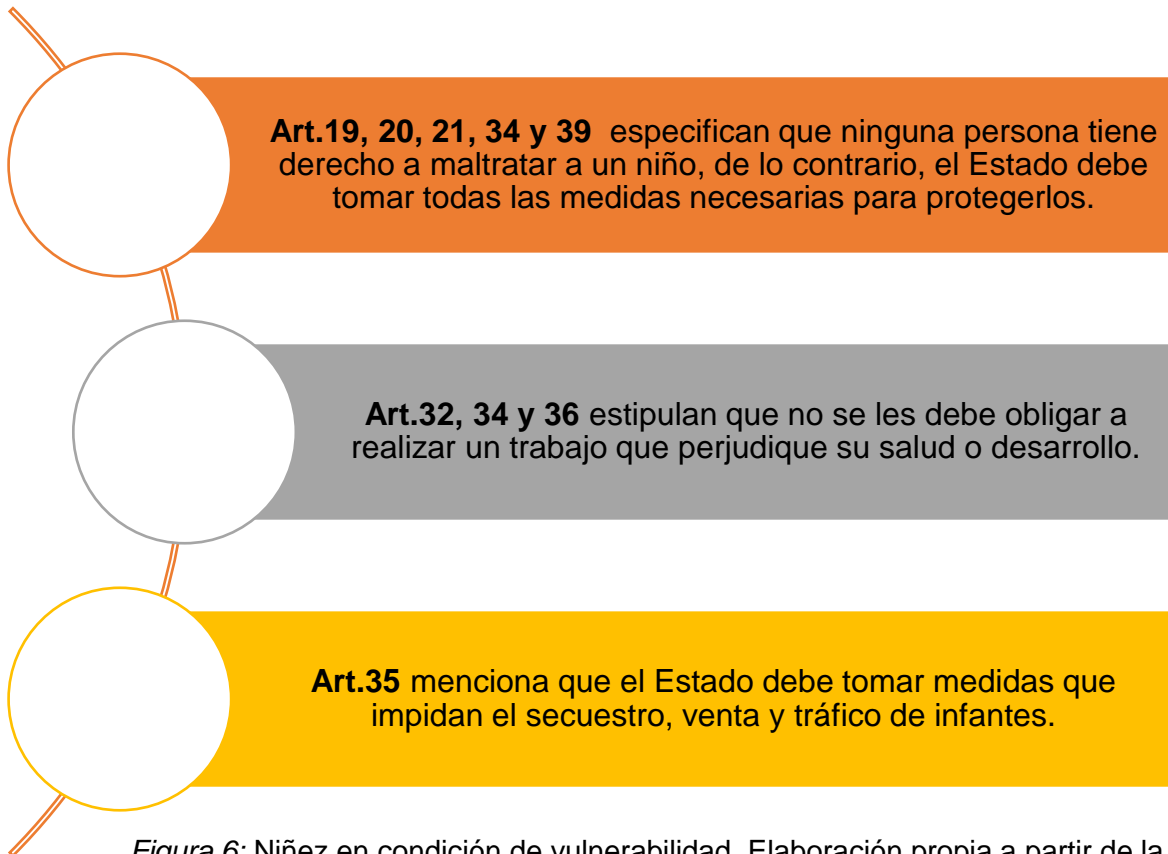 Art.19, 20, 21, 34 y 39 especifican que ninguna persona tiene
derecho a maltratar a un niño, de lo contrario, el Estado debe
tomar todas las medidas necesarias para protegerlos.
Art.32, 34 y 36 estipulan que no se les debe obligar a
realizar un trabajo que perjudique su salud o desarrollo.
Art.35 menciona que el Estado debe tomar medidas que
impidan el secuestro, venta y tráfico de infantes.
Figura 6: Niñez en condición de vulnerabilidad. Elaboración propia a partir de la